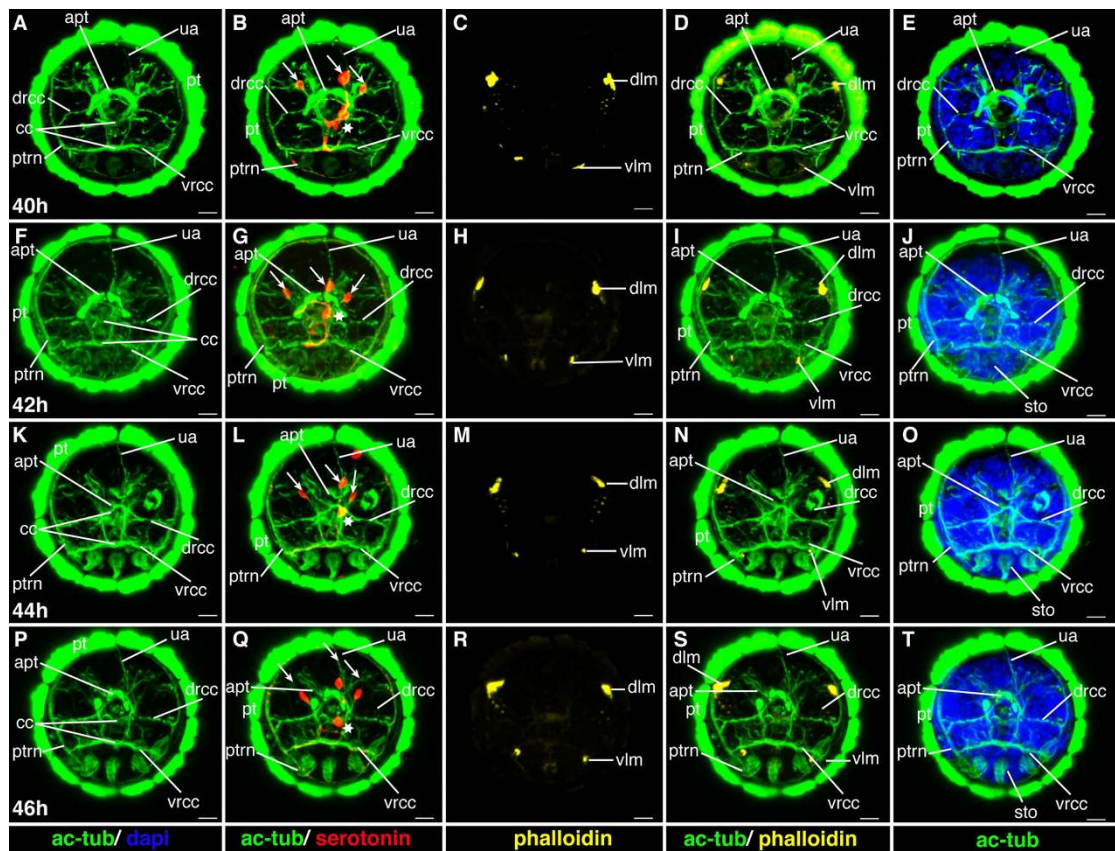 A apt ua pt drcc cc ptrn vrcc 40h
B apt ua drcc pt ptrn vrcc
C dlm vlm
D apt ua drcc dlm pt ptrn vrcc vlm
E apt ua drcc ptrn vrcc
F ua apt drcc pt cc ptrn vrcc 42h
G ua apt drcc ptrn pt vrcc
H dlm vlm
I ua apt dlm drcc pt ptrn vrcc vlm
J ua apt drcc pt ptrn vrcc sto
K pt ua apt cc drcc ptrn vrcc 44h
L apt ua drcc pt ptrn vrcc
M dlm vlm
N ua apt dlm drcc pt ptrn vrcc vlm
O ua apt drcc pt ptrn vrcc sto
P pt ua apt drcc cc ptrn vrcc 46h
Q ua apt drcc pt ptrn vrcc
R dlm vlm
S ua dlm apt drcc pt ptrn vlm vrcc
T ua apt pt drcc ptrn vrcc sto
ac-tub/ dapi
ac-tub/ serotonin
phalloidin
ac-tub/ phalloidin
ac-tub